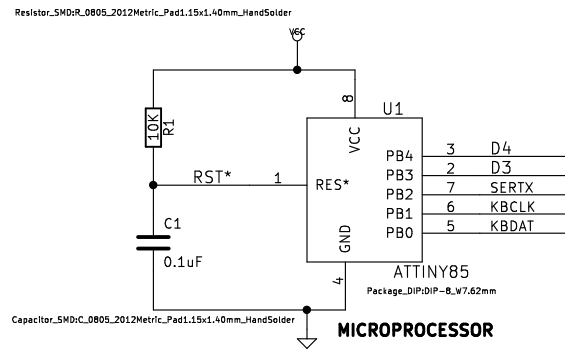 Resistor_SMD:R_0805_2012Metric_Pad1.15x1.40mm_HandSolder
VCC
8
U1
10K
R1
VCC
PB4 3 D4
PB3 2 D3
RST* 1 RES*
PB2 7 SERTX
PB1 6 KBCLK
PB0 5 KBDAT
C1
0.1uF
GND
4
ATTINY85
Package_DIP:DIP-8_W7.62mm
Capacitor_SMD:C_0805_2012Metric_Pad1.15x1.40mm_HandSolder
MICROPROCESSOR